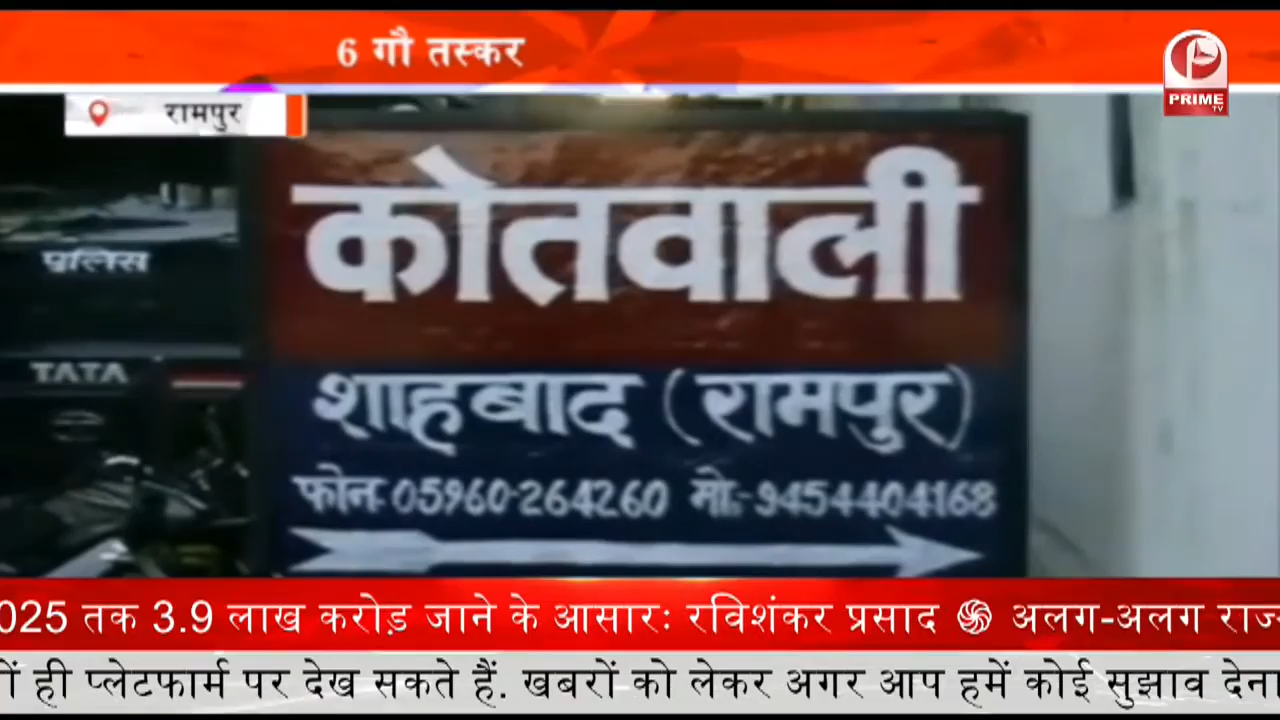 6 गौ तस्कर
रामपुर
PRIME
TV
कोतवाली
पुलिस
TATA
शाहबाद (रामपुर)
फोन:05960-264260 मो:-9454404168
025 तक 3.9 लाख करोड़ जाने के आसारः रविशंकर प्रसाद अलग-अलग राज
ों ही प्लेटफार्म पर देख सकते हैं. खबरों को लेकर अगर आप हमें कोई सुझाव देना